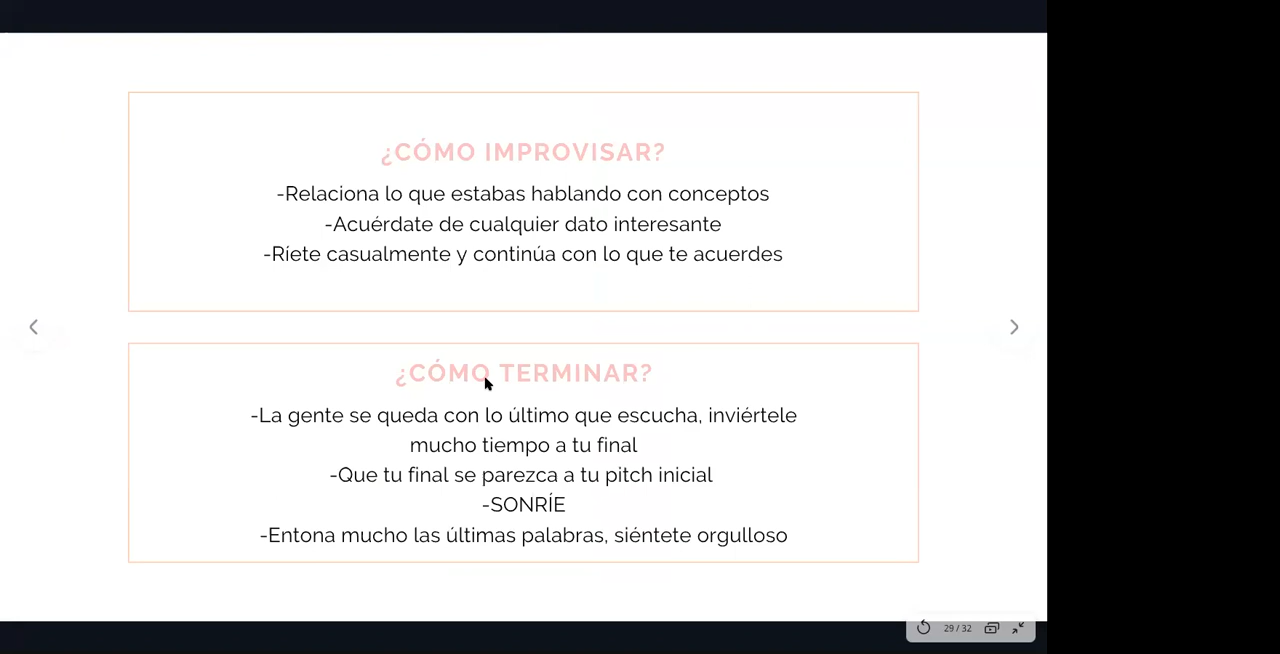 ¿CÓMO IMPROVISAR?
-Relaciona lo que estabas hablando con conceptos
-Acuérdate de cualquier dato interesante
-Ríete casualmente y continúa con lo que te acuerdes
¿CÓMO TERMINAR?
-La gente se queda con lo último que escucha, inviértele
mucho tiempo a tu final
-Que tu final se parezca a tu pitch inicial
-SONRÍE
-Entona mucho las últimas palabras, siéntete orgulloso
29 / 32